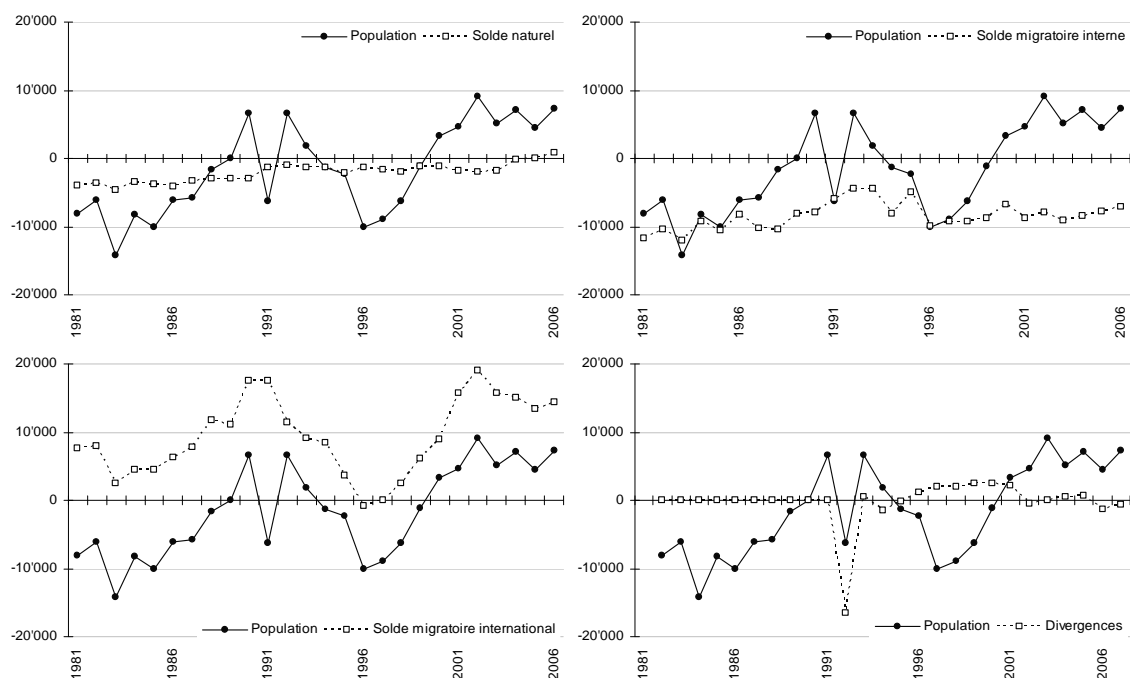 20'000
Population Solde naturel
10'000
0
-10'000
-20'000
1981 1986 1991 1996 2001 2006
20'000
Population Solde migratoire interne
10'000
0
-10'000
-20'000
1981 1986 1991 1996 2001 2006
20'000
10'000
0
-10'000
Population Solde migratoire international
-20'000
1981 1986 1991 1996 2001 2006
20'000
10'000
0
-10'000
Population Divergences
-20'000
1981 1986 1991 1996 2001 2006